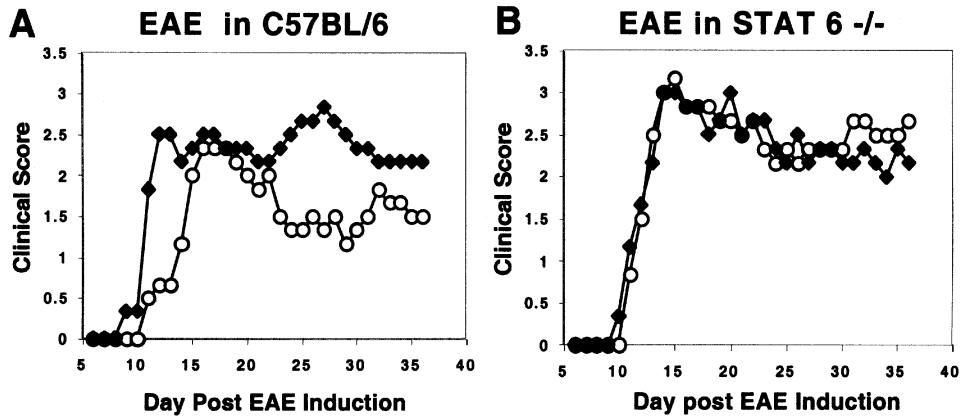 A
EAE in C57BL/6
3.5
3
2.5
2
1.5
1
0.5
0
Clinical Score
5 10 15 20 25 30 35 40
Day Post EAE Induction
B
EAE in STAT 6 -/-
3.5
3
2.5
2
1.5
1
0.5
0
Clinical Score
5 10 15 20 25 30 35 40
Day post EAE Induction